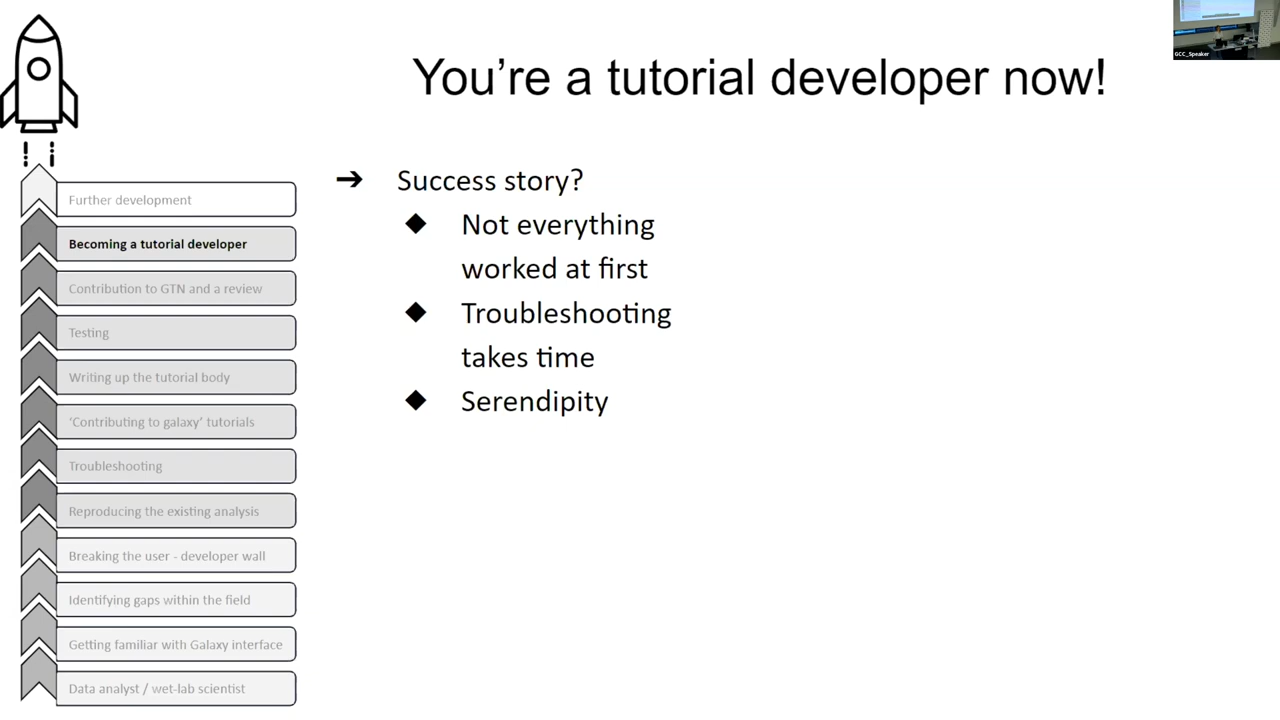 GCC_Speaker
You’re a tutorial developer now!
➔ Success story?
◆ Not everything
worked at first
◆ Troubleshooting
takes time
◆ Serendipity
Further development
Becoming a tutorial developer
Contribution to GTN and a review
Testing
Writing up the tutorial body
‘Contributing to galaxy’ tutorials
Troubleshooting
Reproducing the existing analysis
Breaking the user - developer wall
Identifying gaps within the field
Getting familiar with Galaxy interface
Data analyst / wet-lab scientist